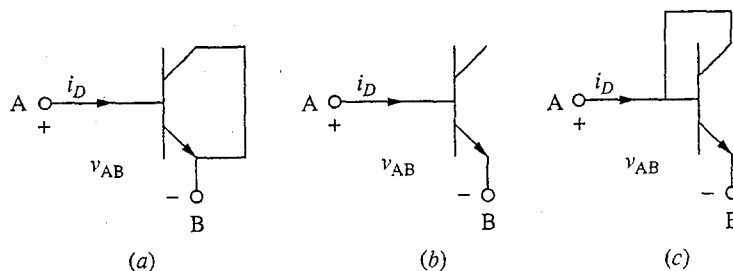 A i_D + v_AB − B
A i_D + v_AB − B
A i_D + v_AB −
(a) (b) (c)